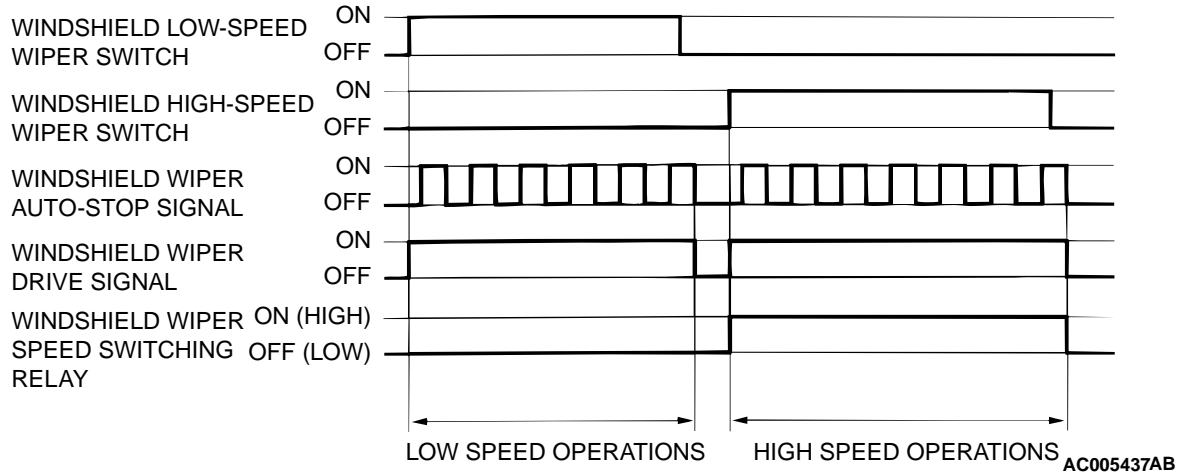 WINDSHIELD LOW-SPEED
WIPER SWITCH
ON
OFF
WINDSHIELD HIGH-SPEED
WIPER SWITCH
ON
OFF
WINDSHIELD WIPER
AUTO-STOP SIGNAL
ON
OFF
WINDSHIELD WIPER
DRIVE SIGNAL
ON
OFF
WINDSHIELD WIPER
SPEED SWITCHING
RELAY
ON (HIGH)
OFF (LOW)
LOW SPEED OPERATIONS
HIGH SPEED OPERATIONS
AC005437AB